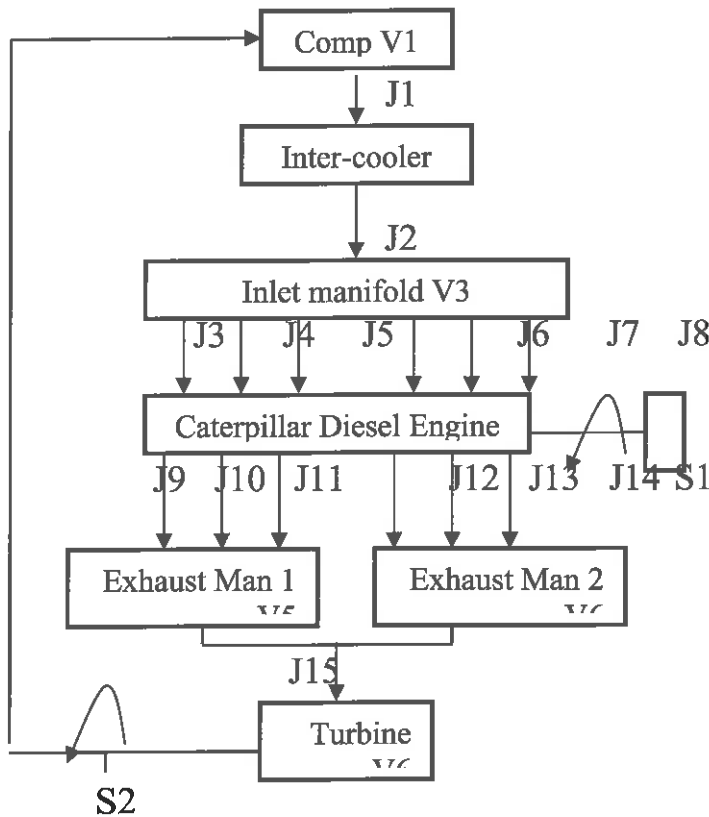 Comp V1
J1
Inter-cooler
J2
Inlet manifold V3
J3 J4 J5 J6 J7 J8
Caterpillar Diesel Engine
J9 J10 J11 J12 J13 J14 S1
Exhaust Man 1 Exhaust Man 2
J15
Turbine
S2